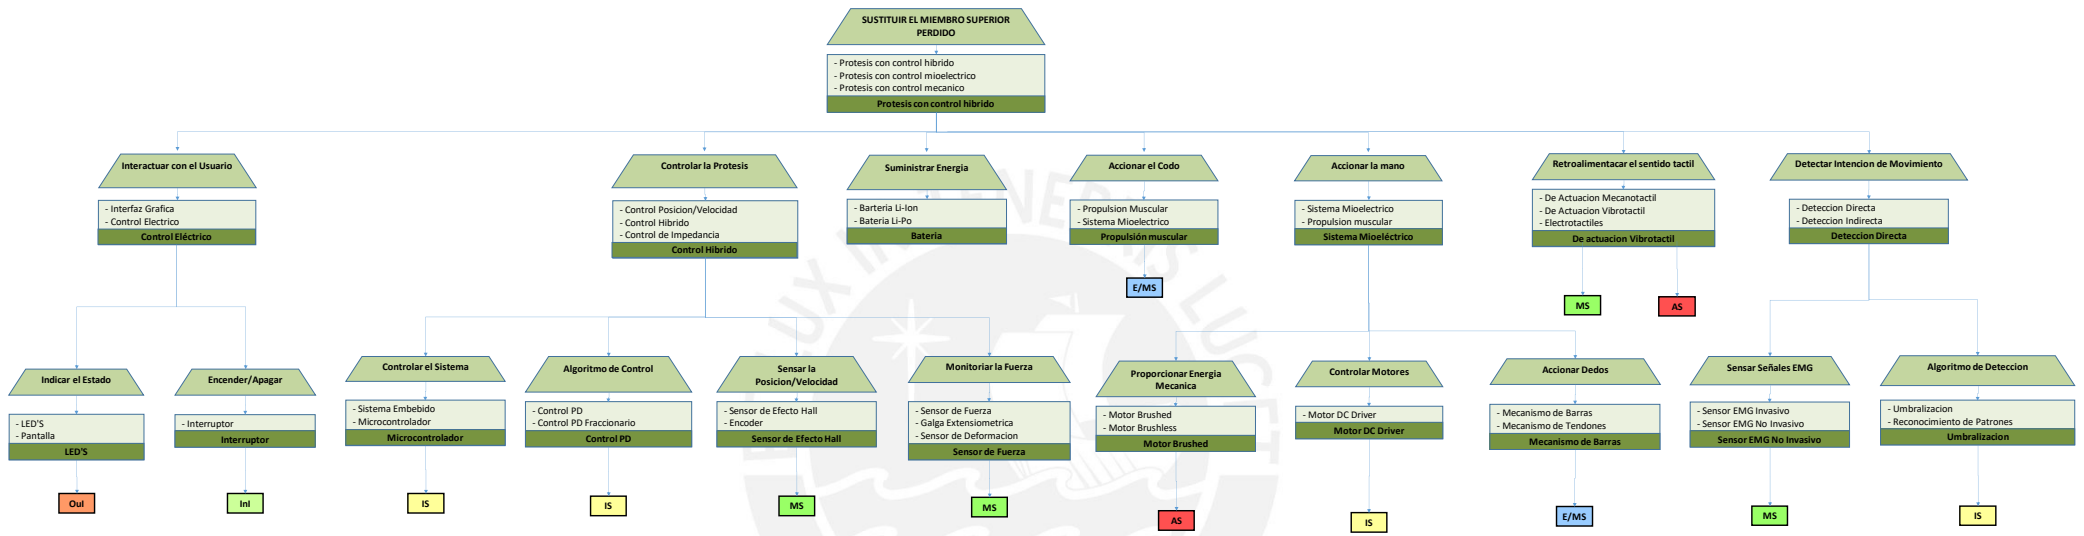 SUSTITUIR EL MIEMBRO SUPERIOR
PERDIDO
- Protesis con control hibrido
- Protesis con control mioelectrico
- Protesis con control mecanico
Protesis con control hibrido
Interactuar con el Usuario
- Interfaz Grafica
- Control Electrico
Control Eléctrico
Controlar la Protesis
- Control Posicion/Velocidad
- Control Hibrido
- Control de Impedancia
Control Hibrido
Suministrar Energia
- Barteria Li-Ion
- Bateria Li-Po
Bateria
Accionar el Codo
- Propulsion Muscular
- Sistema Mioelectrico
Propulsión muscular
E/MS
Accionar la mano
- Sistema Mioelectrico
- Propulsion muscular
Sistema Mioeléctrico
Retroalimentacar el sentido tactil
- De Actuacion Mecanotactil
- De Actuacion Vibrotactil
- Electrotactiles
De actuacion Vibrotactil
MS
AS
Detectar Intencion de Movimiento
- Deteccion Directa
- Deteccion Indirecta
Deteccion Directa
Indicar el Estado
- LED'S
- Pantalla
LED'S
OuI
Encender/Apagar
- Interruptor
Interruptor
InI
Controlar el Sistema
- Sistema Embebido
- Microcontrolador
Microcontrolador
IS
Algoritmo de Control
- Control PD
- Control PD Fraccionario
Control PD
IS
Sensar la
Posicion/Velocidad
- Sensor de Efecto Hall
- Encoder
Sensor de Efecto Hall
MS
Monitoriar la Fuerza
- Sensor de Fuerza
- Galga Extensiometrica
- Sensor de Deformacion
Sensor de Fuerza
MS
Proporcionar Energia
Mecanica
- Motor Brushed
- Motor Brushless
Motor Brushed
AS
Controlar Motores
- Motor DC Driver
Motor DC Driver
IS
Accionar Dedos
- Mecanismo de Barras
- Mecanismo de Tendones
Mecanismo de Barras
E/MS
Sensar Señales EMG
- Sensor EMG Invasivo
- Sensor EMG No Invasivo
Sensor EMG No Invasivo
MS
Algoritmo de Deteccion
- Umbralizacion
- Reconocimiento de Patrones
Umbralizacion
IS